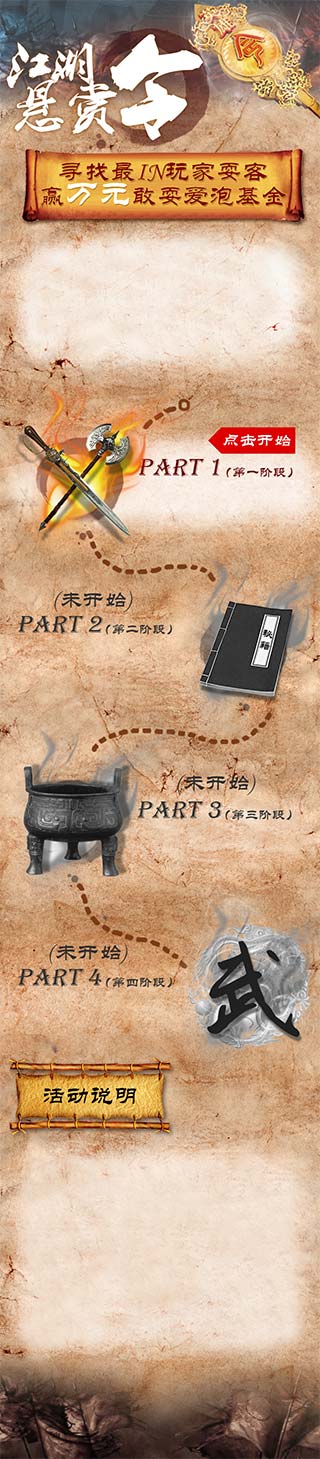 江湖
悬赏令
寻找最IN玩家耍客
赢万元敢耍爱泡基金
点击开始
PART 1(第一阶段)
(未开始)
PART 2(第二阶段)
秘籍
(未开始)
PART 3(第三阶段)
(未开始)
PART 4(第四阶段)
武
活动说明